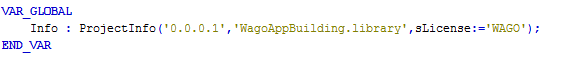 VAR_GLOBAL
    Info : ProjectInfo('0.0.0.1','WagoAppBuilding.library',sLicense:='WAGO');
END_VAR